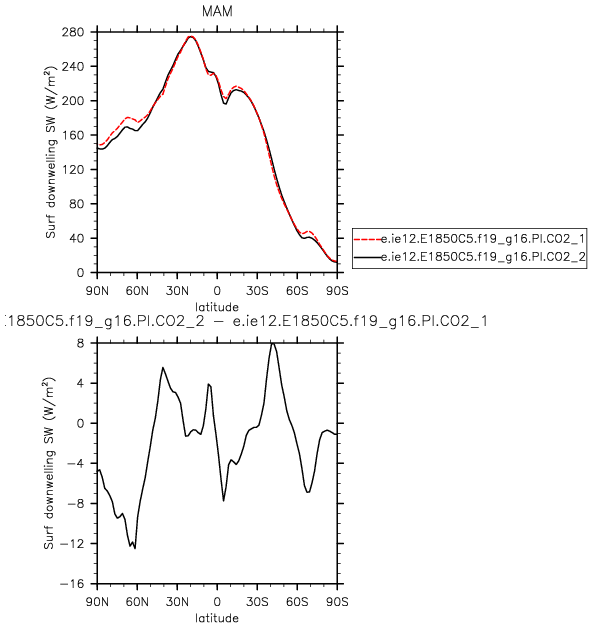 MAM
Surf downwelling SW (W/m²)
280
240
200
160
120
80
40
0
90N 60N 30N 0 30S 60S 90S
latitude
e.ie12.E1850C5.f19_g16.PI.CO2_1
e.ie12.E1850C5.f19_g16.PI.CO2_2
:1850C5.f19_g16.PI.CO2_2 − e.ie12.E1850C5.f19_g16.PI.CO2_1
Surf downwelling SW (W/m²)
8
4
0
−4
−8
−12
−16
90N 60N 30N 0 30S 60S 90S
latitude